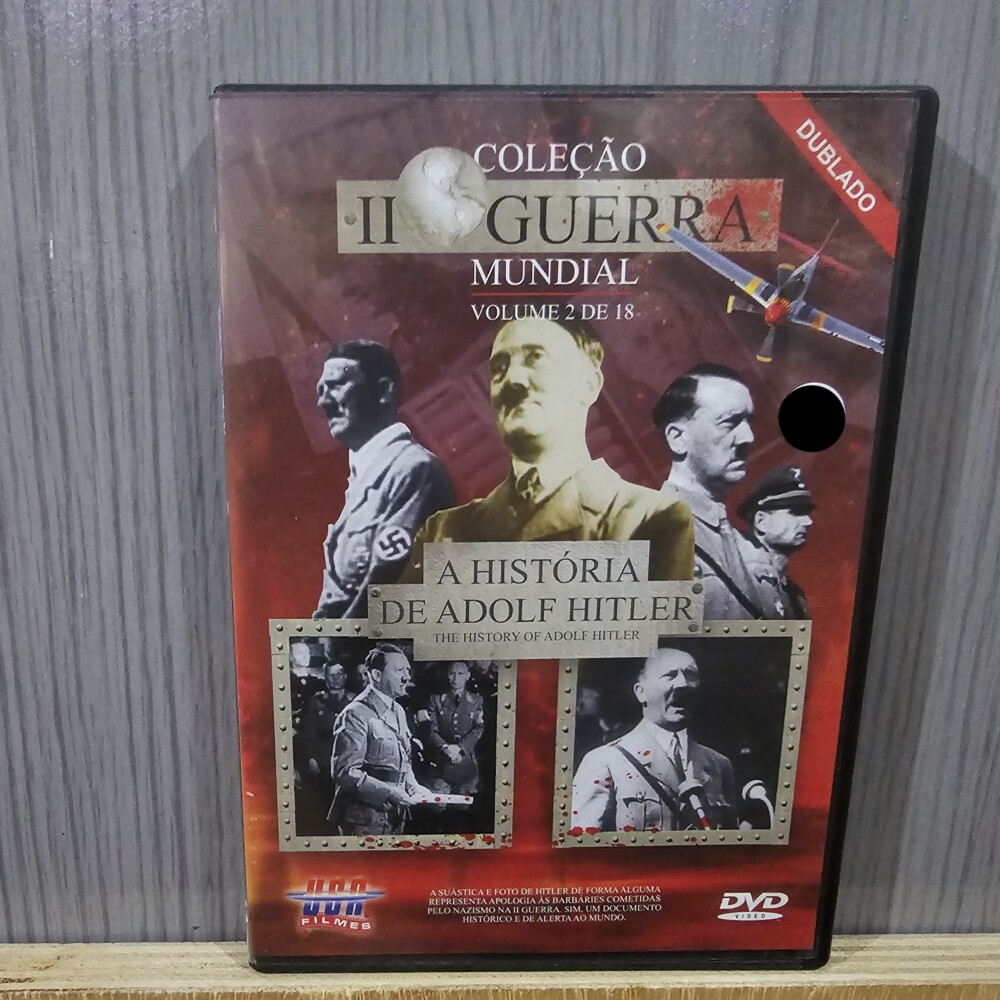 DUBLADO
COLEÇÃO
II GUERRA
MUNDIAL
VOLUME 2 DE 18
A HISTÓRIA
DE ADOLF HITLER
THE HISTORY OF ADOLF HITLER
USA
FILMES
A SUÁSTICA E FOTO DE HITLER DE FORMA ALGUMA
REPRESENTA APOLOGIA ÀS BARBÁRIES COMETIDAS
PELO NAZISMO NA II GUERRA. SIM, UM DOCUMENTO
HISTÓRICO E DE ALERTA AO MUNDO.
DVD
VIDEO